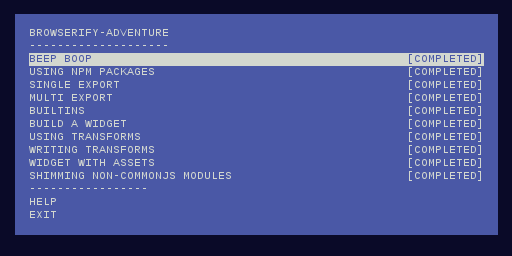 BROWSERIFY-ADVENTURE
--------------------
BEEP BOOP [COMPLETED]
USING NPM PACKAGES [COMPLETED]
SINGLE EXPORT [COMPLETED]
MULTI EXPORT [COMPLETED]
BUILTINS [COMPLETED]
BUILD A WIDGET [COMPLETED]
USING TRANSFORMS [COMPLETED]
WRITING TRANSFORMS [COMPLETED]
WIDGET WITH ASSETS [COMPLETED]
SHIMMING NON-COMMONJS MODULES [COMPLETED]
-----------------
HELP
EXIT